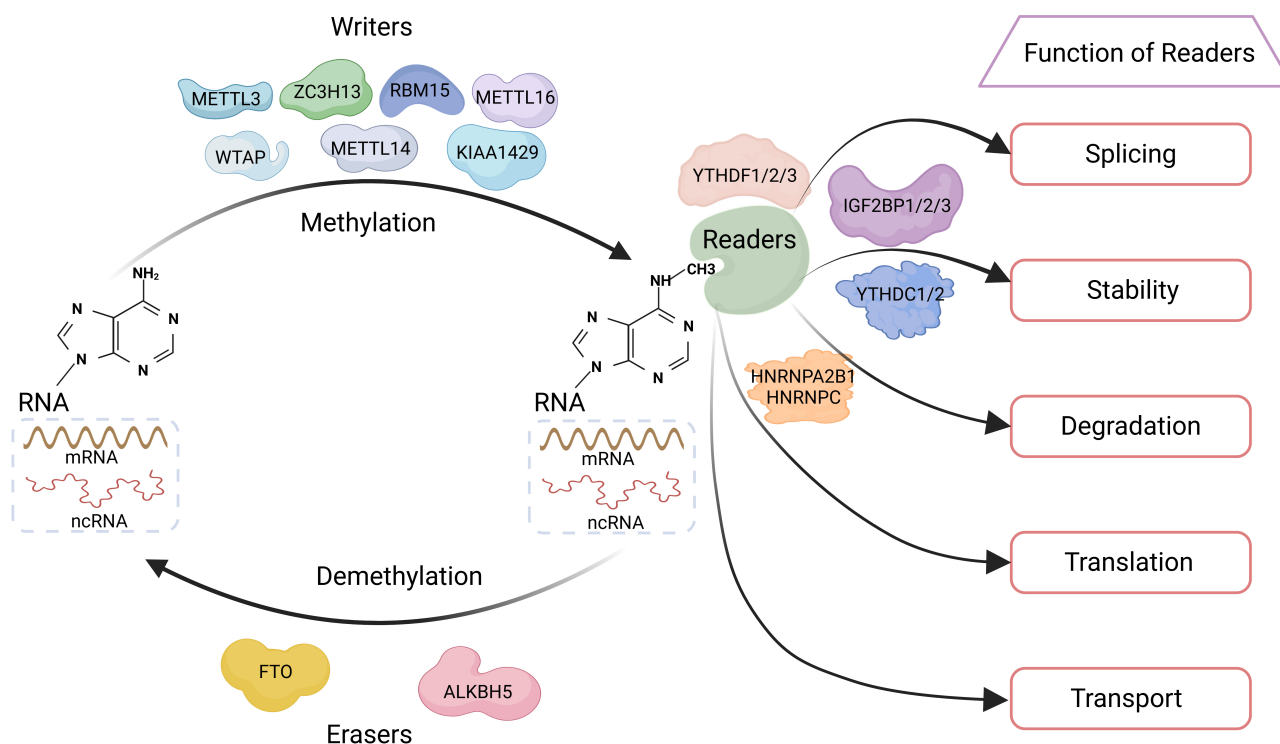 Writers
Function of Readers
METTL3
ZC3H13
RBM15
METTL16
WTAP
METTL14
KIAA1429
Methylation
YTHDF1/2/3
IGF2BP1/2/3
Readers
YTHDC1/2
HNRNPA2B1
HNRNPC
Splicing
Stability
Degradation
Translation
Transport
NH₂
N
N
N
N
RNA
mRNA
ncRNA
CH3
NH
N
N
N
N
RNA
mRNA
ncRNA
Demethylation
FTO
ALKBH5
Erasers